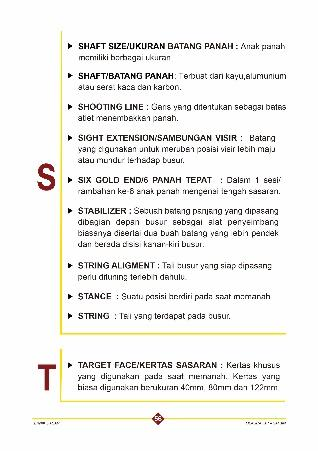 SHAFT SIZE/UKURAN BATANG PANAH : Anak panah
memiliki berbagai ukuran
SHAFT/BATANG PANAH: Terbuat dari kayu,alumunium
atau serat kaca dan karbon.
SHOOTING LINE : Garis yang ditentukan sebagai batas
atlet menembakkan panah.
SIGHT EXTENSION/SAMBUNGAN VISIR : Batang
yang digunakan untuk merubah posisi visir lebih maju
atau mundur terhadap busur.
S
SIX GOLD END/6 PANAH TEPAT : Dalam 1 sesi/
rambahan ke-6 anak panah mengenai tengah sasaran.
STABILIZER : Sebuah batang panjang yang dipasang
dibagian depan busur sebagai alat penyeimbang
biasanya disertai dua buah batang yang lebih pendek
dan berada disisi kanan-kiri busur.
STRING ALIGMENT : Tali busur yang siap dipasang
perlu dituning terlebih dahulu.
STANCE : Suatu posisi berdiri pada saat memanah
STRING : Tali yang terdapat pada busur.
T
TARGET FACE/KERTAS SASARAN : Kertas khusus
yang digunakan pada saat memanah. Kertas yang
biasa digunakan berukuran 40mm, 80mm dan 122mm
56